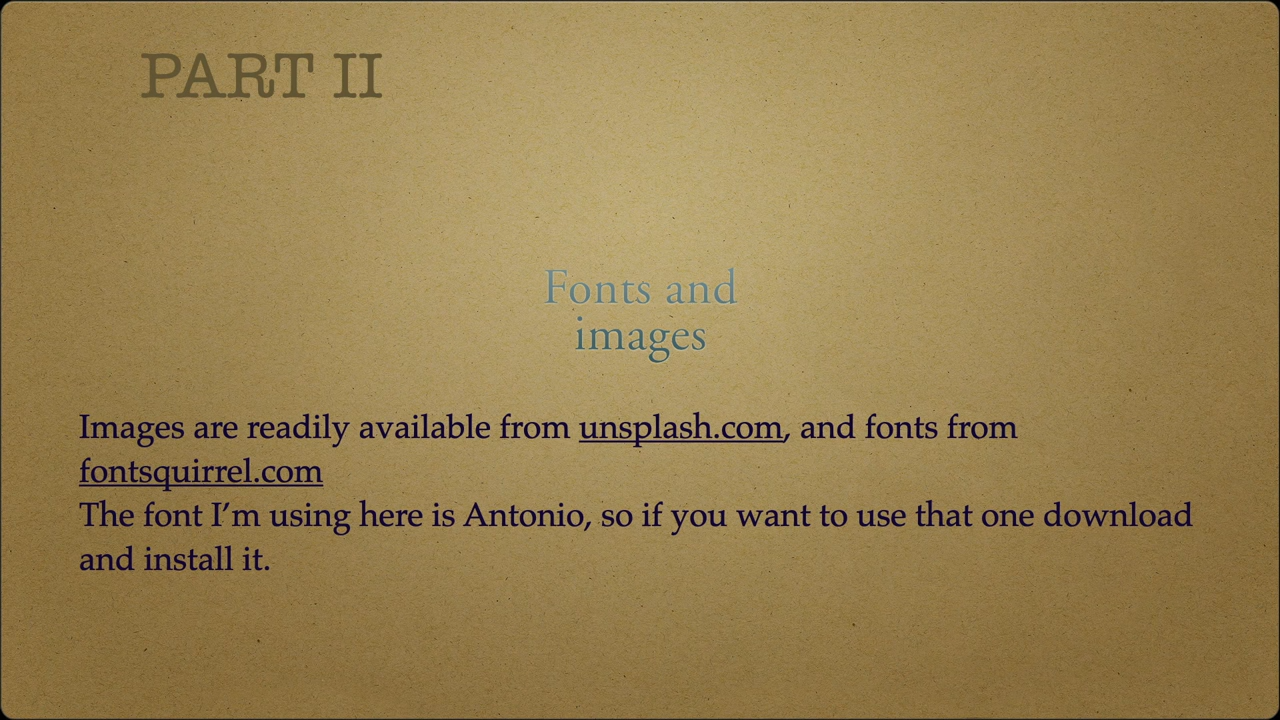 PART II
Fonts and
images
Images are readily available from unsplash.com, and fonts from
fontsquirrel.com
The font I’m using here is Antonio, so if you want to use that one download
and install it.